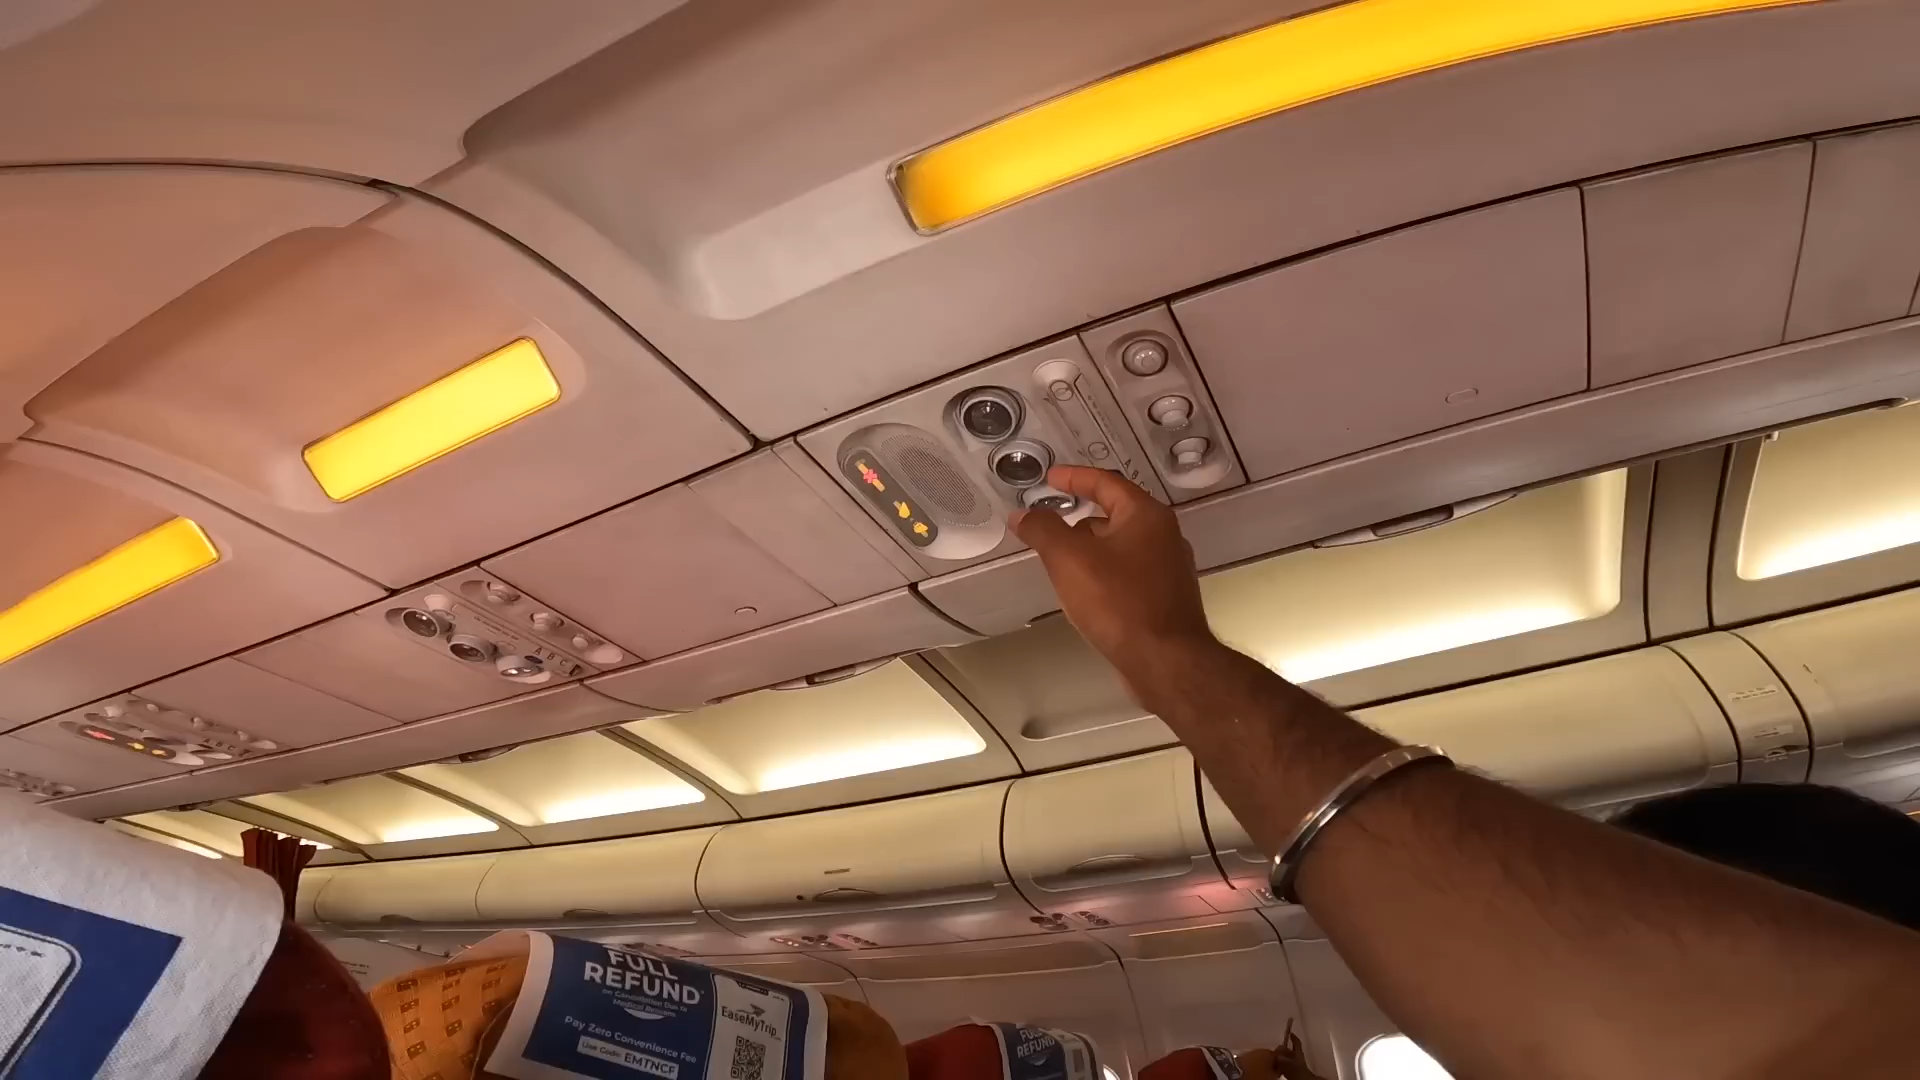 A B C
A B C
FULL
REFUND*
on Cancellation Due to
Medical Reasons
Pay Zero Convenience Fee
Use Code: EMTNCF
EaseMyTrip
FULL
REFUND